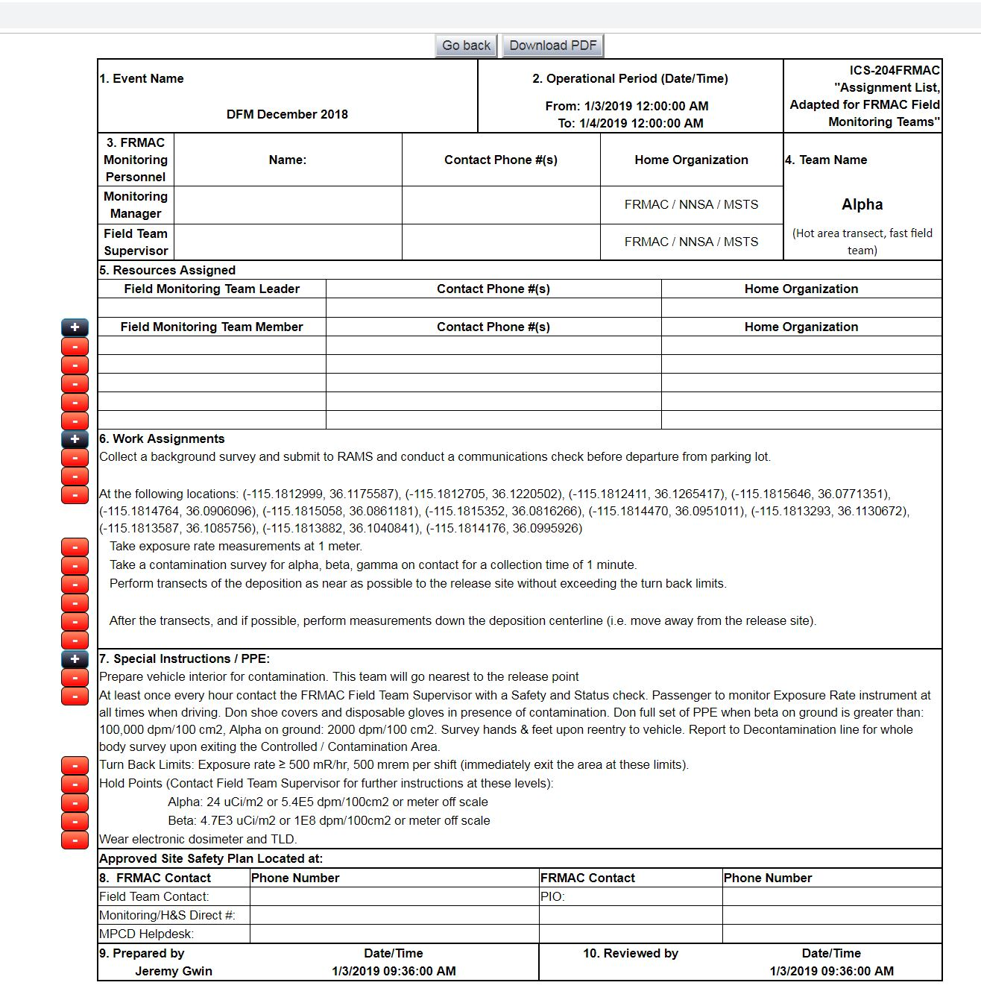 Go back Download PDF
1. Event Name
DFM December 2018
2. Operational Period (Date/Time)
From: 1/3/2019 12:00:00 AM
To: 1/4/2019 12:00:00 AM
ICS-204FRMAC
"Assignment List,
Adapted for FRMAC Field
Monitoring Teams"
3. FRMAC
Monitoring
Personnel
Name:
Contact Phone #(s)
Home Organization
4. Team Name
Monitoring
Manager
FRMAC / NNSA / MSTS
Alpha
Field Team
Supervisor
FRMAC / NNSA / MSTS
(Hot area transect, fast field
team)
5. Resources Assigned
Field Monitoring Team Leader Contact Phone #(s) Home Organization
+ Field Monitoring Team Member Contact Phone #(s) Home Organization
-
-
-
-
-
+ 6. Work Assignments
- Collect a background survey and submit to RAMS and conduct a communications check before departure from parking lot.
-
- At the following locations: (-115.1812999, 36.1175587), (-115.1812705, 36.1220502), (-115.1812411, 36.1265417), (-115.1815646, 36.0771351),
(-115.1814764, 36.0906096), (-115.1815058, 36.0861181), (-115.1815352, 36.0816266), (-115.1814470, 36.0951011), (-115.1813293, 36.1130672),
(-115.1813587, 36.1085756), (-115.1813882, 36.1040841), (-115.1814176, 36.0995926)
- Take exposure rate measurements at 1 meter.
- Take a contamination survey for alpha, beta, gamma on contact for a collection time of 1 minute.
- Perform transects of the deposition as near as possible to the release site without exceeding the turn back limits.
-
- After the transects, and if possible, perform measurements down the deposition centerline (i.e. move away from the release site).
-
+ 7. Special Instructions / PPE:
- Prepare vehicle interior for contamination. This team will go nearest to the release point
- At least once every hour contact the FRMAC Field Team Supervisor with a Safety and Status check. Passenger to monitor Exposure Rate instrument at
all times when driving. Don shoe covers and disposable gloves in presence of contamination. Don full set of PPE when beta on ground is greater than:
100,000 dpm/100 cm2, Alpha on ground: 2000 dpm/100 cm2. Survey hands & feet upon reentry to vehicle. Report to Decontamination line for whole
body survey upon exiting the Controlled / Contamination Area.
- Turn Back Limits: Exposure rate ≥ 500 mR/hr, 500 mrem per shift (immediately exit the area at these limits).
- Hold Points (Contact Field Team Supervisor for further instructions at these levels):
- Alpha: 24 uCi/m2 or 5.4E5 dpm/100cm2 or meter off scale
- Beta: 4.7E3 uCi/m2 or 1E8 dpm/100cm2 or meter off scale
- Wear electronic dosimeter and TLD.
Approved Site Safety Plan Located at:
8. FRMAC Contact Phone Number FRMAC Contact Phone Number
Field Team Contact: PIO:
Monitoring/H&S Direct #:
MPCD Helpdesk:
9. Prepared by Date/Time 10. Reviewed by Date/Time
Jeremy Gwin 1/3/2019 09:36:00 AM 1/3/2019 09:36:00 AM